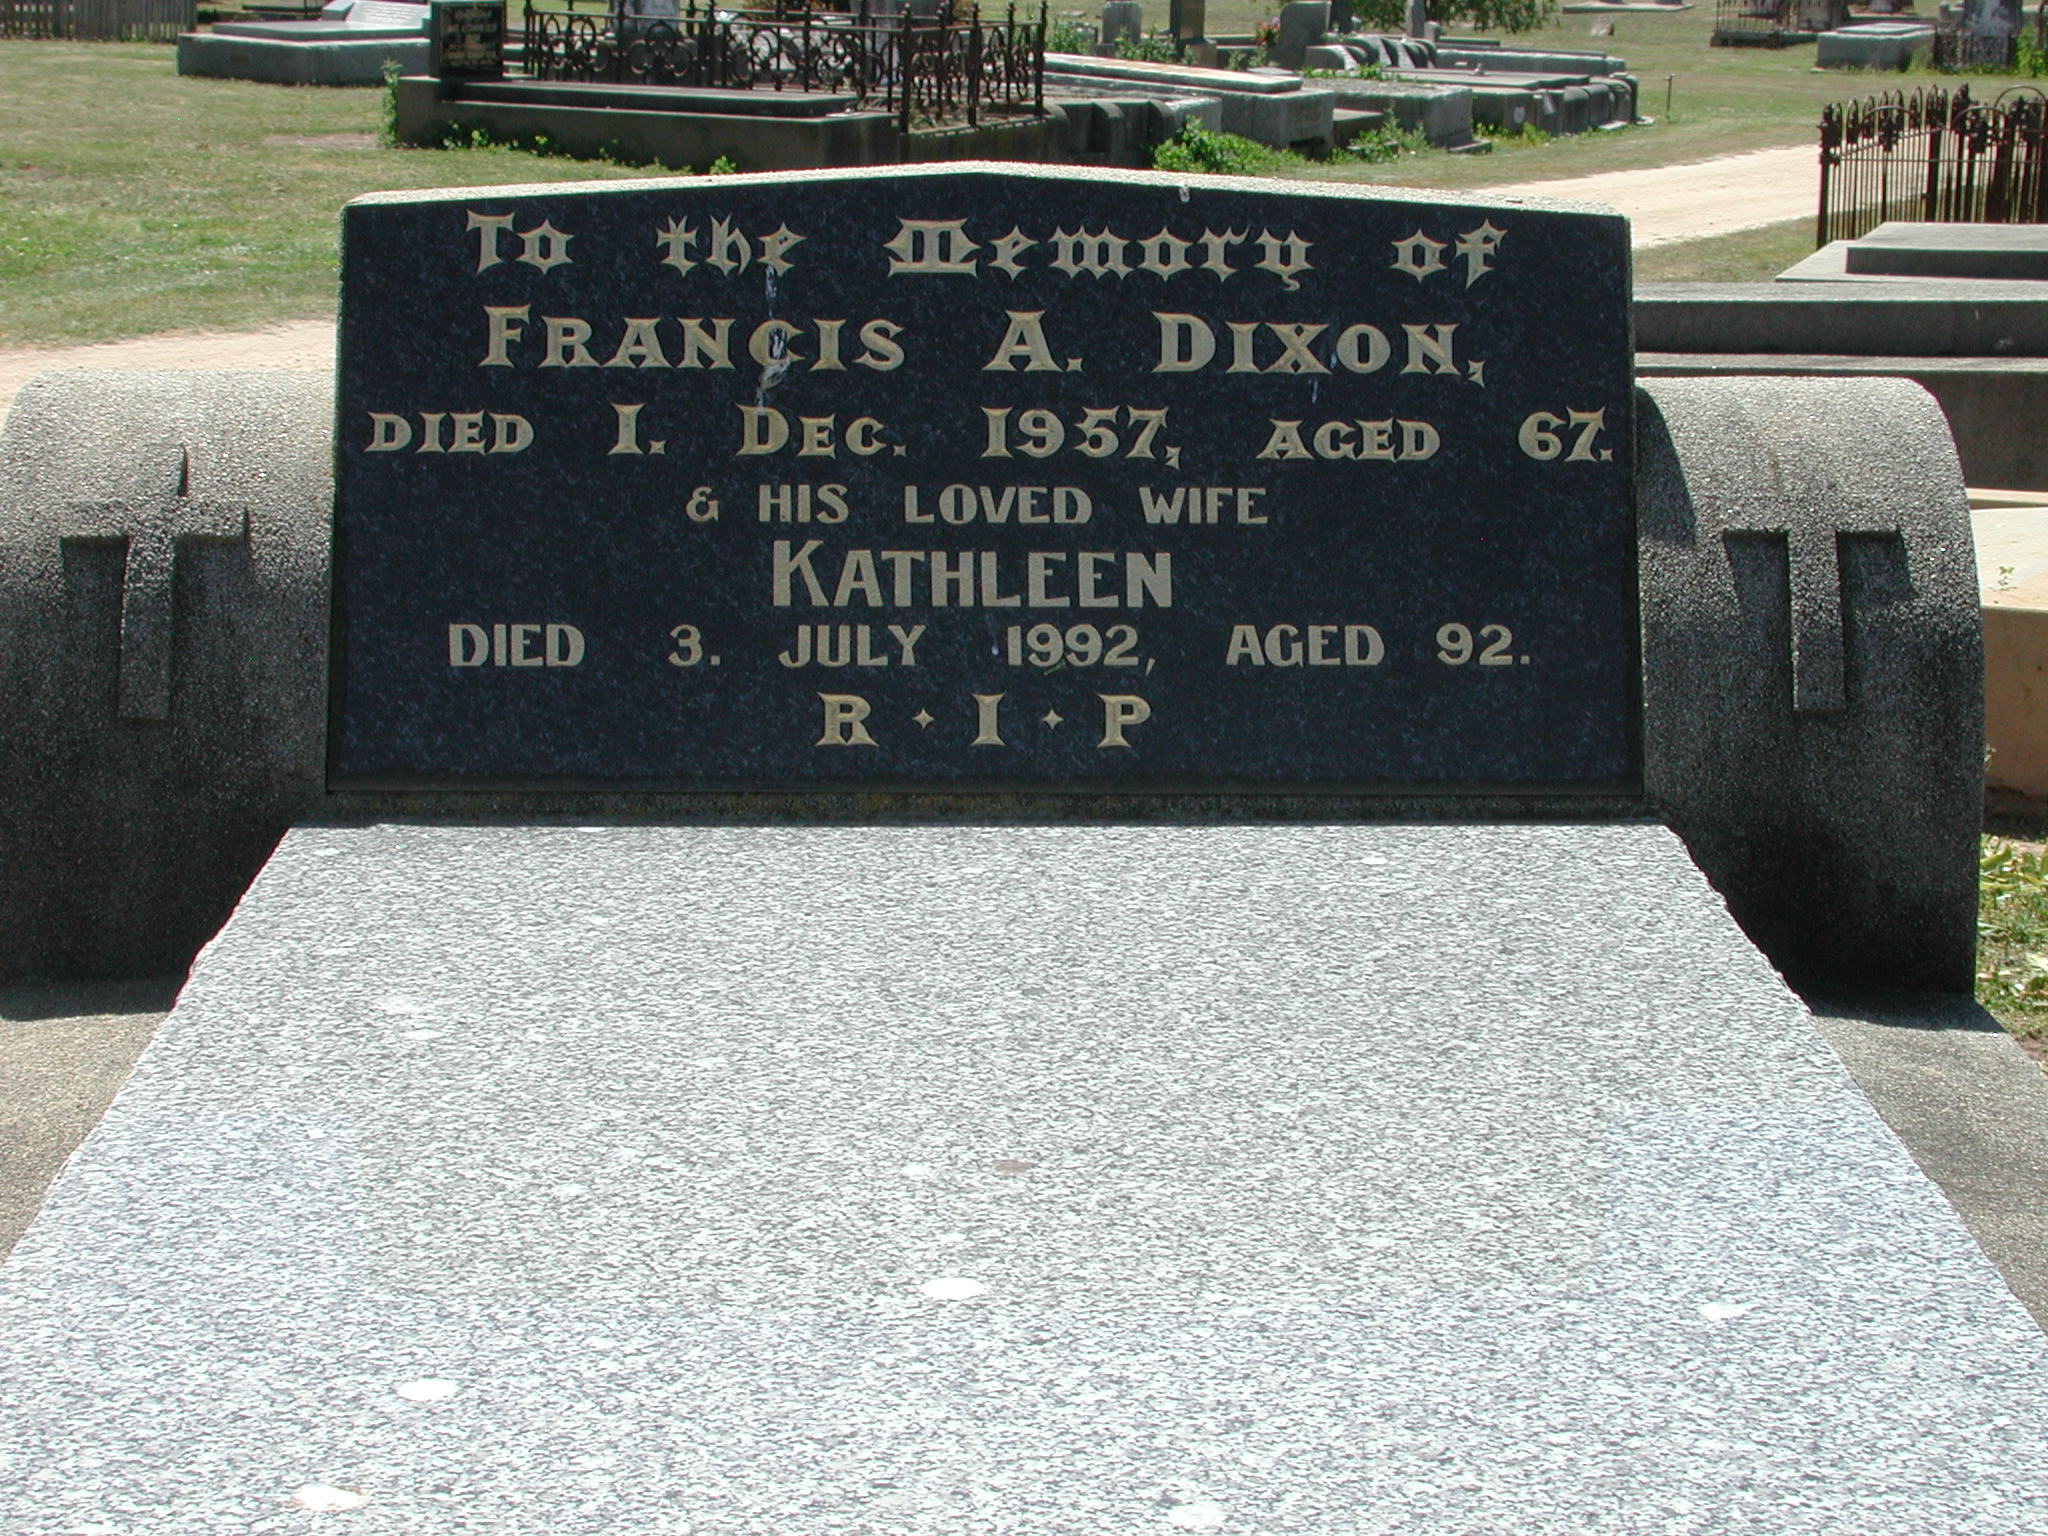 To the Memory of
FRANCIS A. DIXON,
DIED 1. DEC. 1957, AGED 67.
& HIS LOVED WIFE
KATHLEEN
DIED 3. JULY 1992, AGED 92.
R · I · P